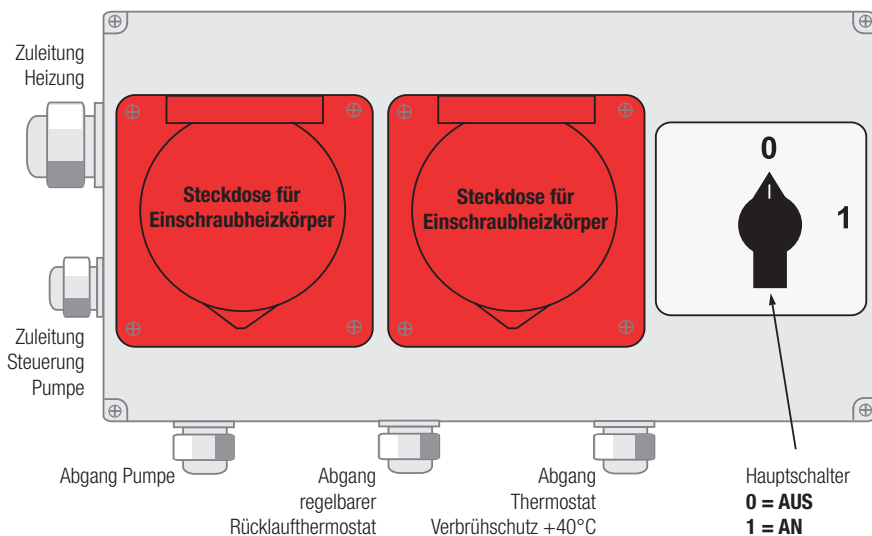 Zuleitung
Heizung
Steckdose für
Einschraubheizkörper
Steckdose für
Einschraubheizkörper
0
1
Zuleitung
Steuerung
Pumpe
Abgang Pumpe
Abgang
regelbarer
Rücklaufthermostat
Abgang
Thermostat
Verbrühschutz +40°C
Hauptschalter
0 = AUS
1 = AN